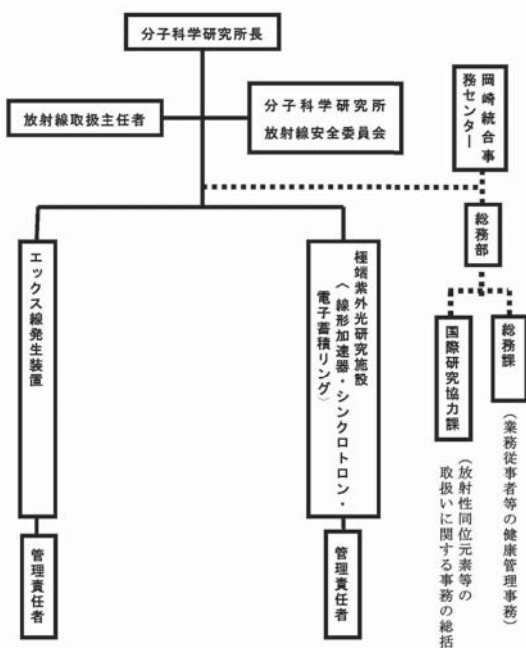 分子科学研究所長
放射線取扱主任者
分子科学研究所
放射線安全委員会
岡崎統合事
務センター
総務部
総務課
(業務従事者等の健康管理事務)
国際研究協力課
(放射性同位元素等の
取扱いに関する事務の総括
エックス線発生装置
管理責任者
極端紫外光研究施設
〈線形加速器・シンクロトロン・
電子蓄積リング〉
管理責任者